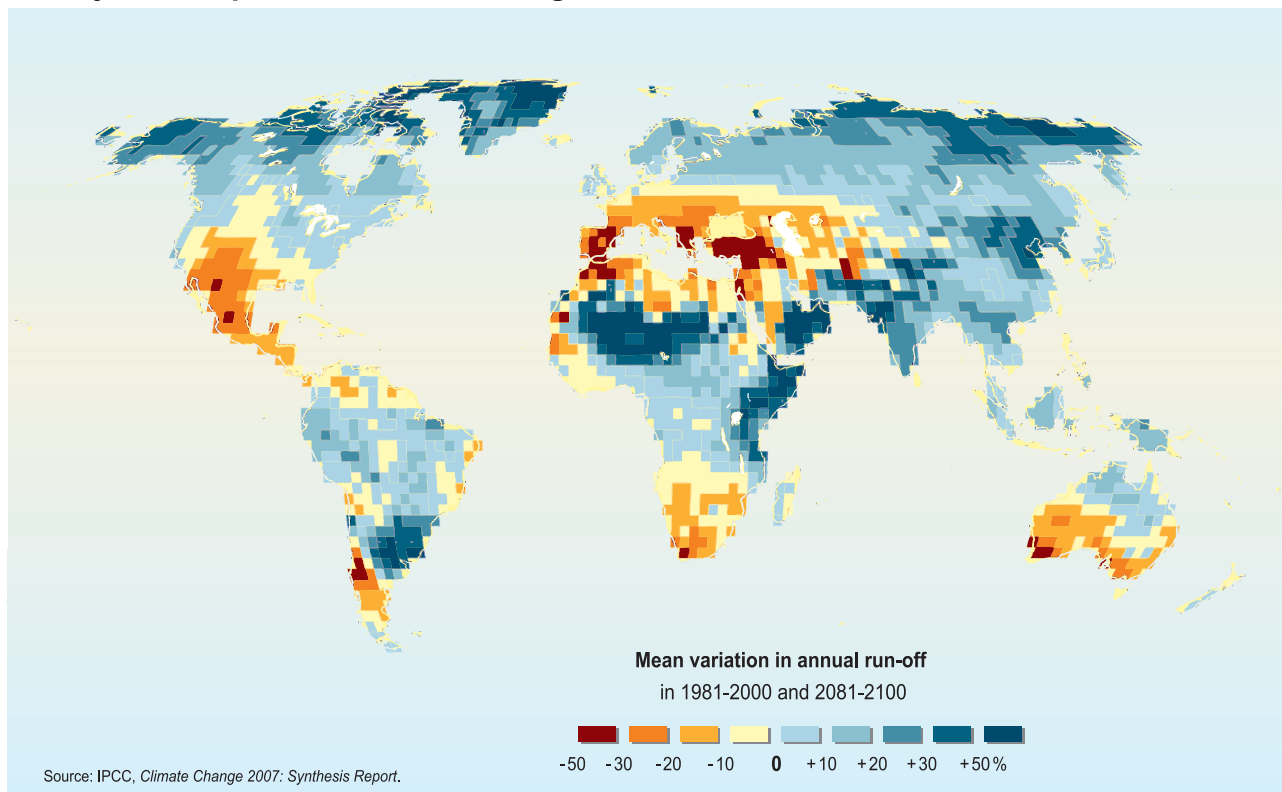 Mean variation in annual run-off
in 1981-2000 and 2081-2100
-50 -30 -20 -10 0 +10 +20 +30 +50%
Source: IPCC, Climate Change 2007: Synthesis Report.